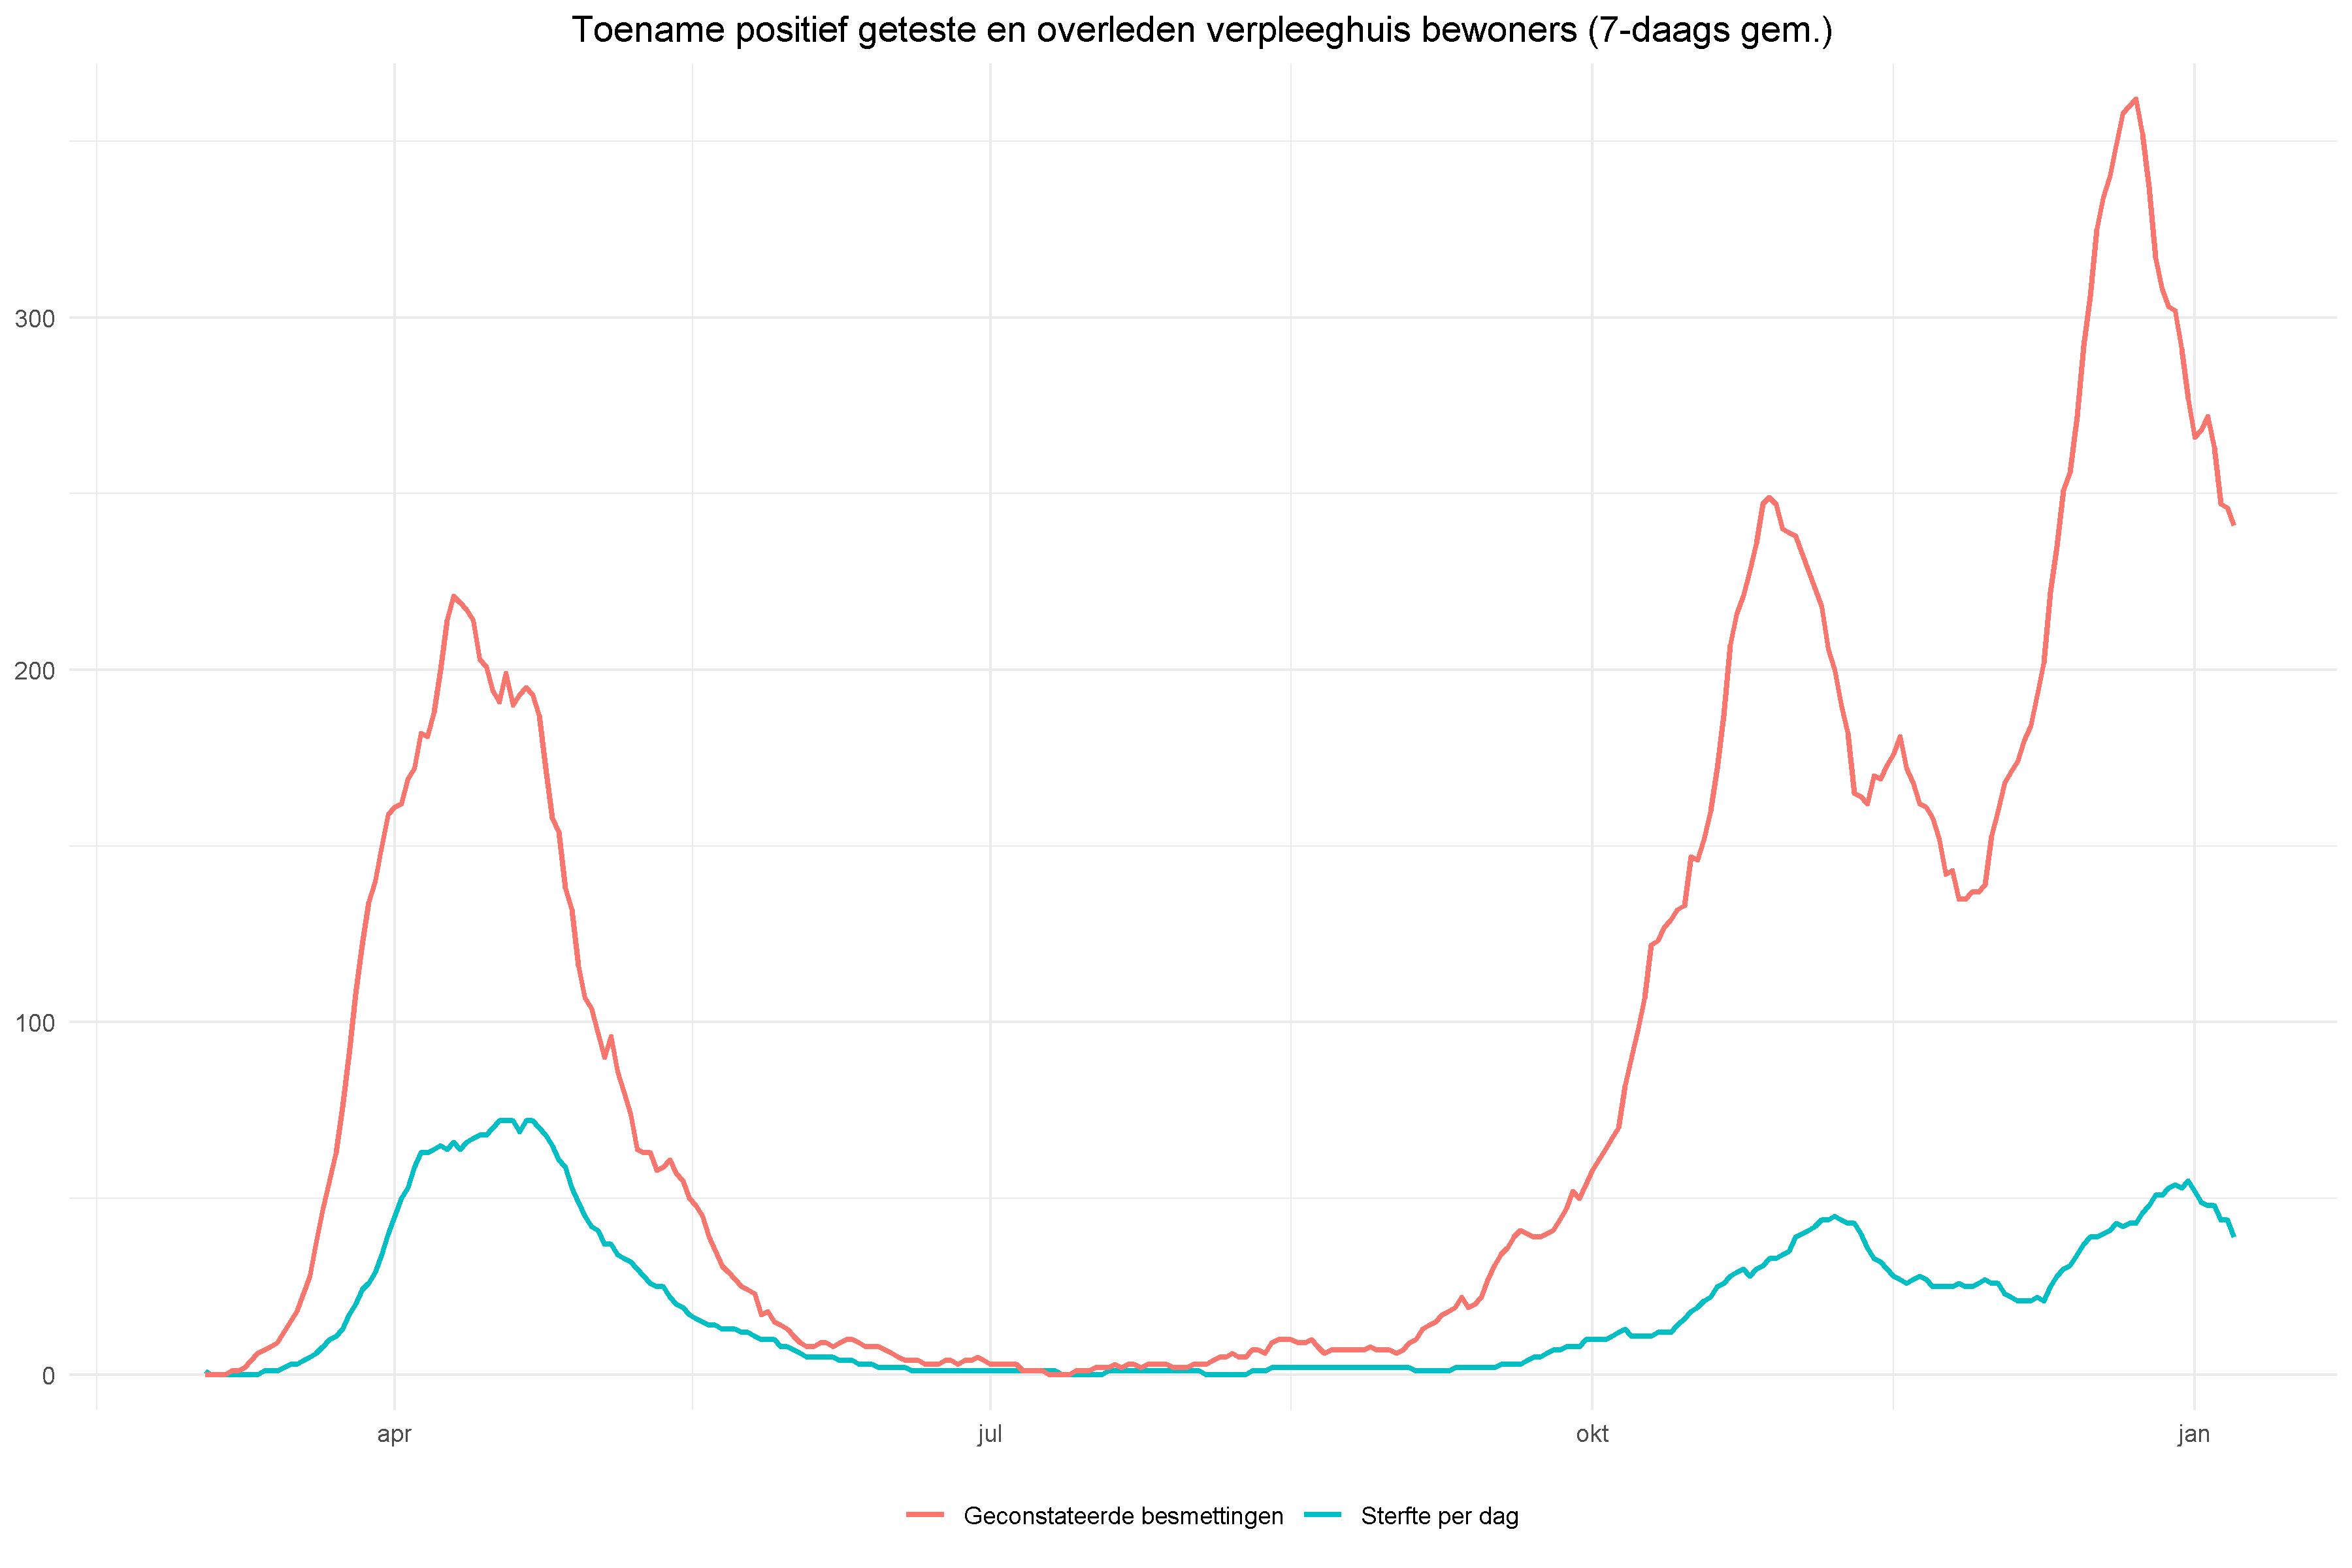 Toename positief geteste en overleden verpleeghuis bewoners (7-daags gem.)
300
200
100
0
apr jul okt jan
Geconstateerde besmettingen Sterfte per dag